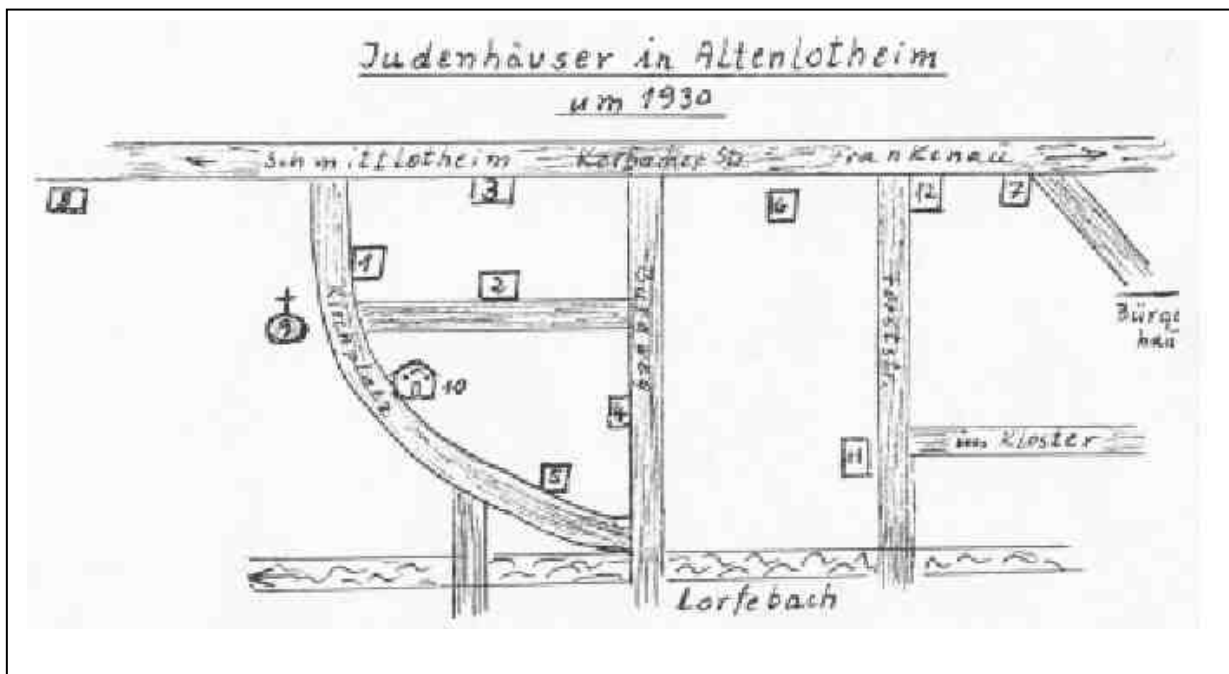 Judenhäuser in Altenlotheim
um 1930
Schmittlotheim Korbacher Str. Frankenau
8
3
6
12
7
1
2
9
Kirchplatz
10
4
5
11
im Kloster
Lorfebach